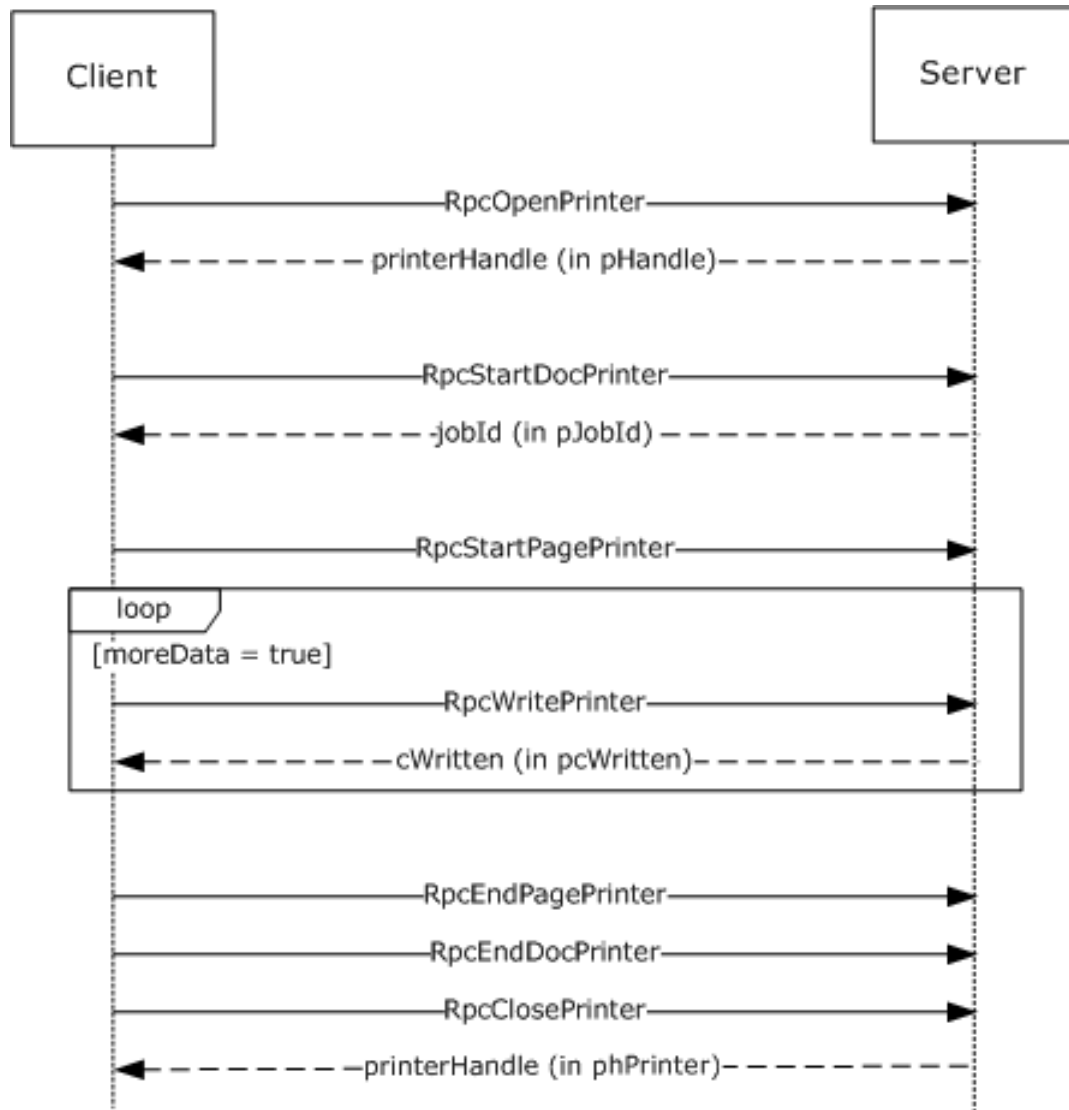 Client
Server
RpcOpenPrinter
printerHandle (in pHandle)
RpcStartDocPrinter
jobId (in pJobId)
RpcStartPagePrinter
loop
[moreData = true]
RpcWritePrinter
cWritten (in pcWritten)
RpcEndPagePrinter
RpcEndDocPrinter
RpcClosePrinter
printerHandle (in phPrinter)